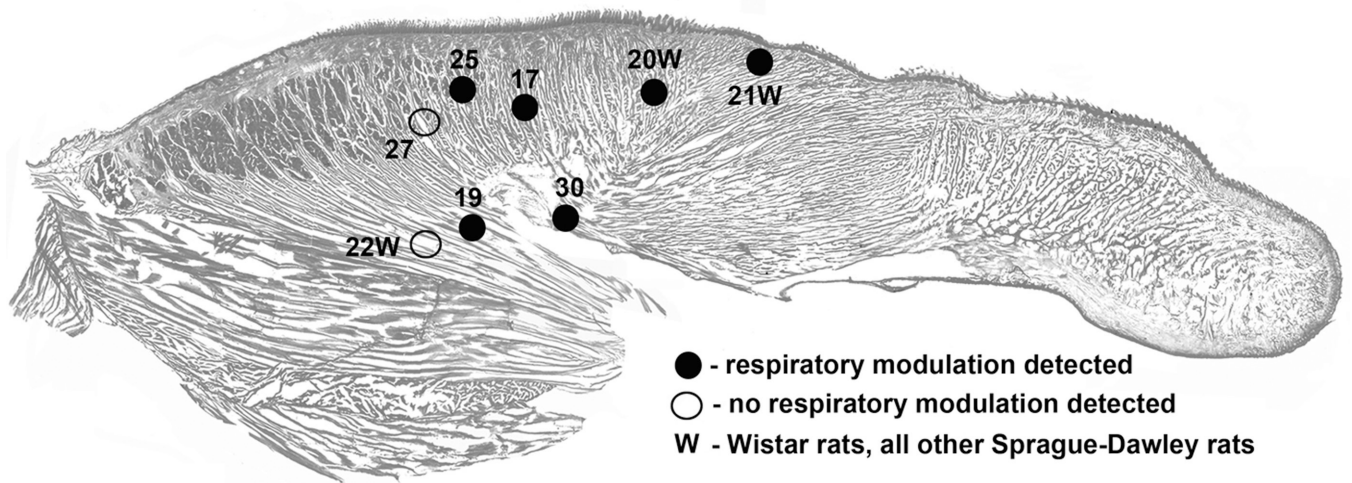 25
17
20W
21W
27
19
30
22W
- respiratory modulation detected
- no respiratory modulation detected
W - Wistar rats, all other Sprague-Dawley rats